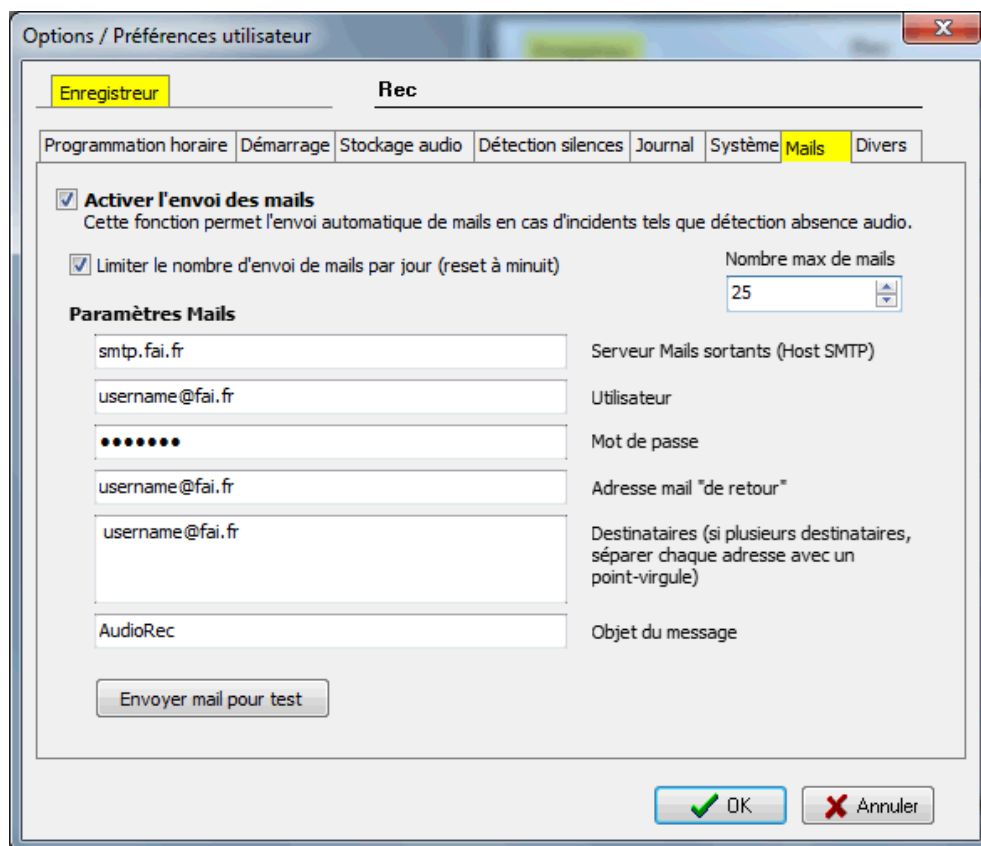 Options / Préférences utilisateur
Enregistreur
Rec
Enregistreur
Rec
Programmation horaire
Démarrage
Stockage audio
Détection silences
Journal
Système
Mails
Divers
Activer l'envoi des mails
Cette fonction permet l'envoi automatique de mails en cas d'incidents tels que détection absence audio.
Limiter le nombre d'envoi de mails par jour (reset à minuit)
Nombre max de mails
25
Paramètres Mails
smtp.fai.fr
Serveur Mails sortants (Host SMTP)
username@fai.fr
Utilisateur
•••••••
Mot de passe
username@fai.fr
Adresse mail "de retour"
username@fai.fr
Destinataires (si plusieurs destinataires,
séparer chaque adresse avec un
point-virgule)
AudioRec
Objet du message
Envoyer mail pour test
OK
Annuler